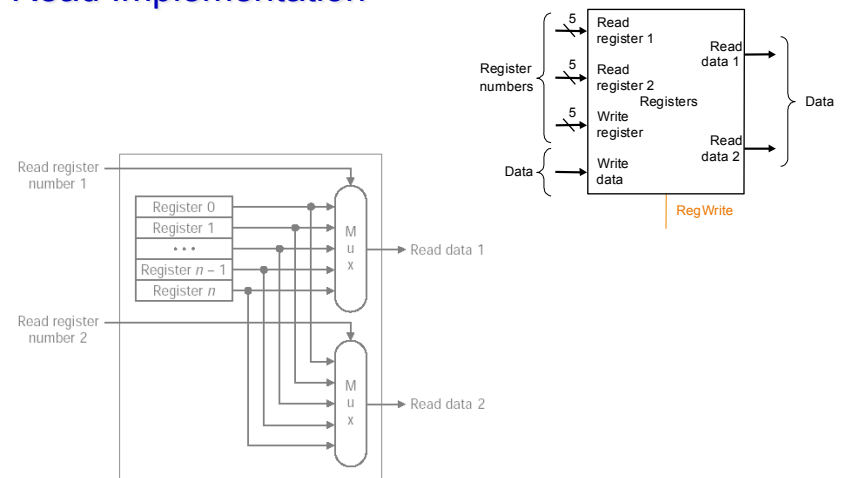 Read Implementation
5
Read
register 1
5
Read
register 2
Register
numbers
Registers
5
Write
register
Data
Write
data
Read
data 1
Read
data 2
Data
RegWrite
Read register
number 1
Register 0
Register 1
• • •
Register n – 1
Register n
M
u
x
Read data 1
Read register
number 2
M
u
x
Read data 2